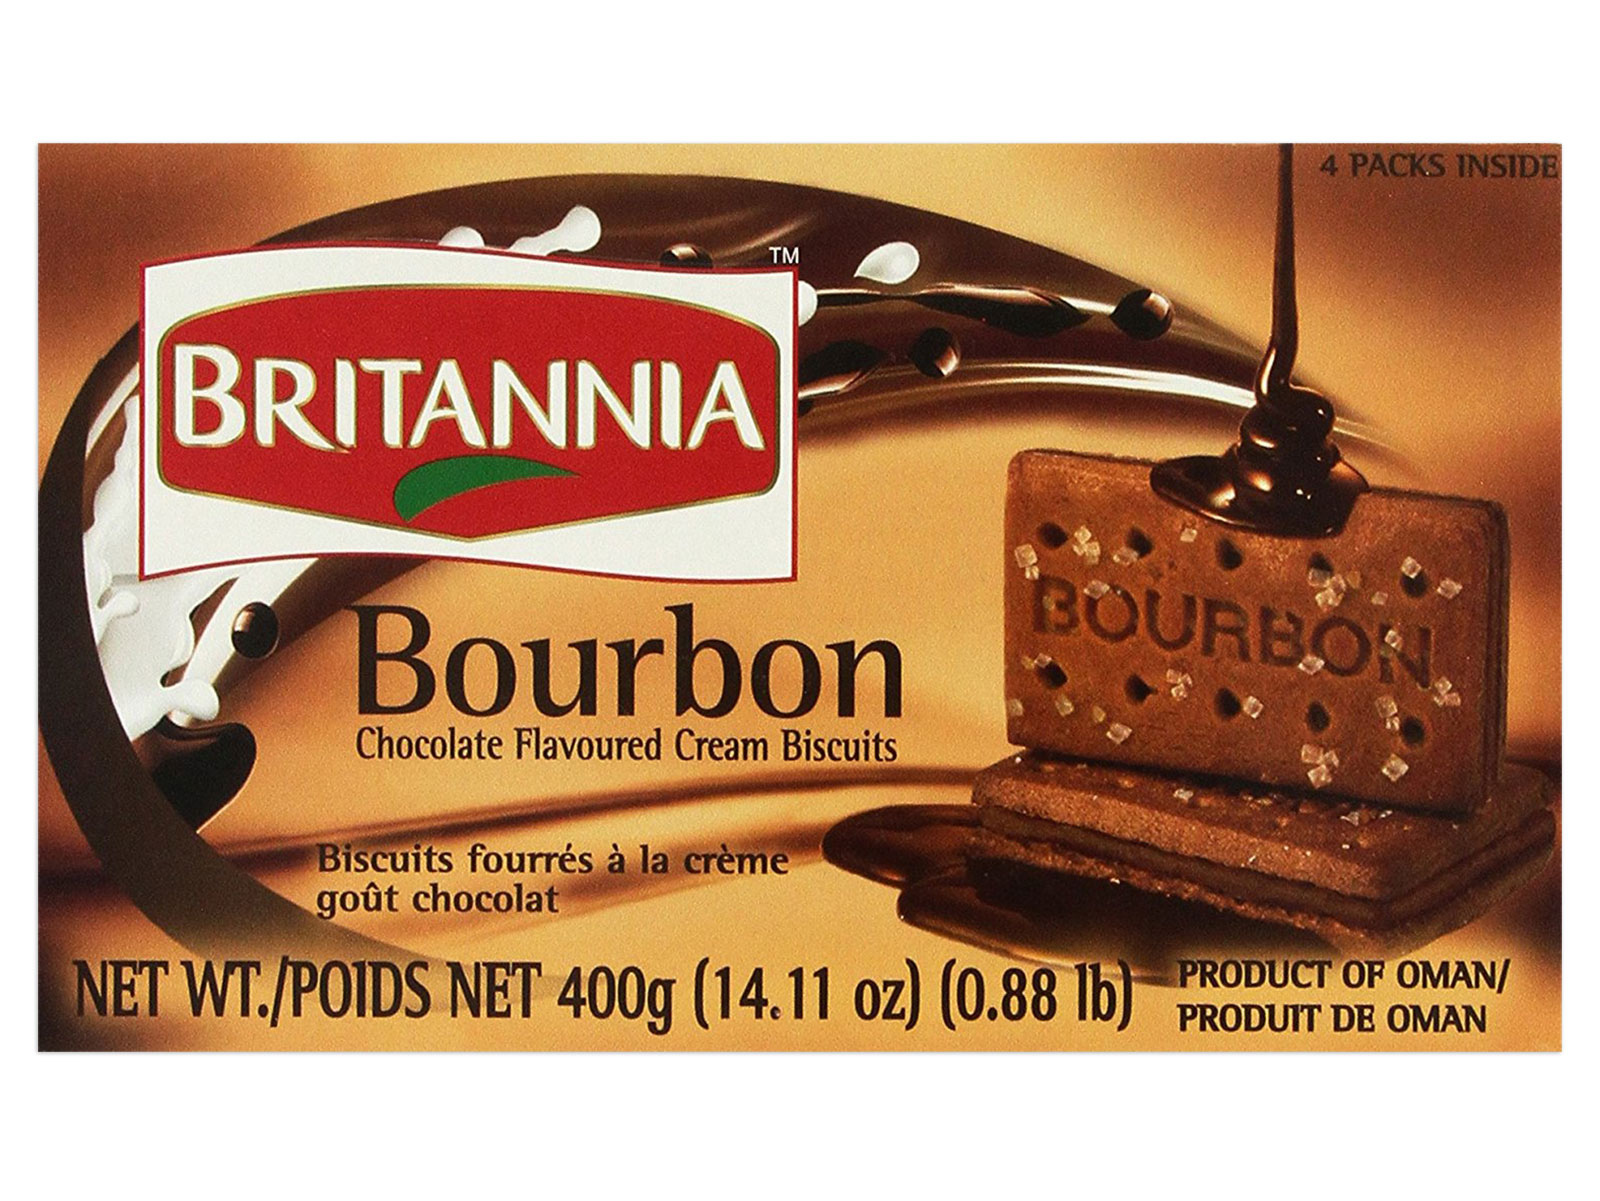 4 PACKS INSIDE
TM
BRITANNIA
Bourbon
Chocolate Flavoured Cream Biscuits
BOURBON
Biscuits fourrés à la crème
goût chocolat
NET WT./POIDS NET 400g (14.11 oz) (0.88 lb)
PRODUCT OF OMAN/
PRODUIT DE OMAN